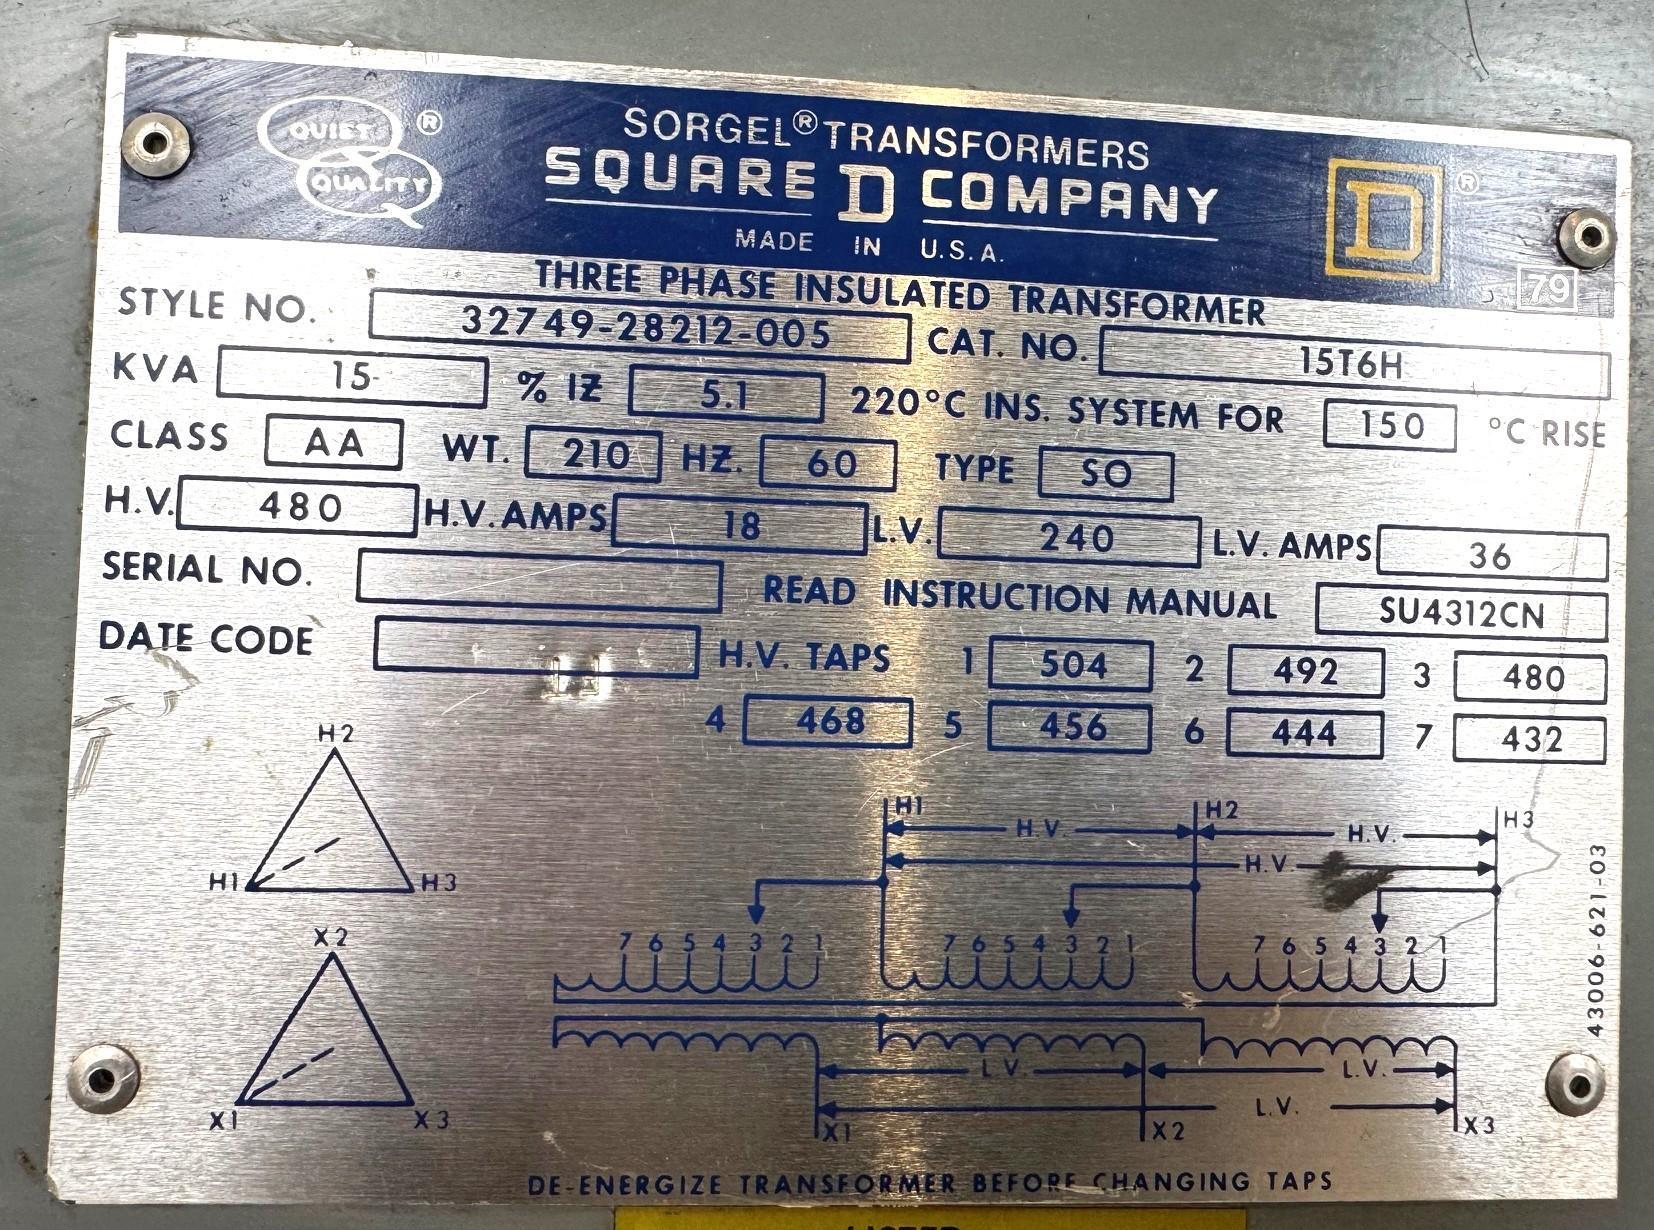 QUIET QUALITY ®
SORGEL® TRANSFORMERS
SQUARE D COMPANY
MADE IN U.S.A.
D ®
79
THREE PHASE INSULATED TRANSFORMER
STYLE NO. 32749-28212-005 CAT. NO. 15T6H
KVA 15 % IZ 5.1 220°C INS. SYSTEM FOR 150 °C RISE
CLASS AA WT. 210 HZ. 60 TYPE SO
H.V. 480 H.V. AMPS 18 L.V. 240 L.V. AMPS 36
SERIAL NO. READ INSTRUCTION MANUAL SU4312CN
DATE CODE H.V. TAPS 1 504 2 492 3 480
4 468 5 456 6 444 7 432
H2
H1 H3
X2
X1 X3
H1 H2 H3
H.V. H.V.
H.V.
7 6 5 4 3 2 1 7 6 5 4 3 2 1 7 6 5 4 3 2 1
L.V. L.V.
L.V.
X1 X2 X3
43006-621-03
DE-ENERGIZE TRANSFORMER BEFORE CHANGING TAPS